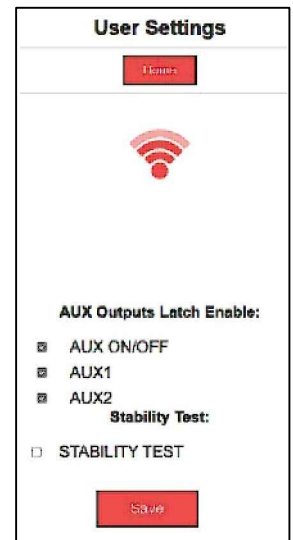 User Settings
Home
AUX Outputs Latch Enable:
AUX ON/OFF
AUX1
AUX2
Stability Test:
STABILITY TEST
Save